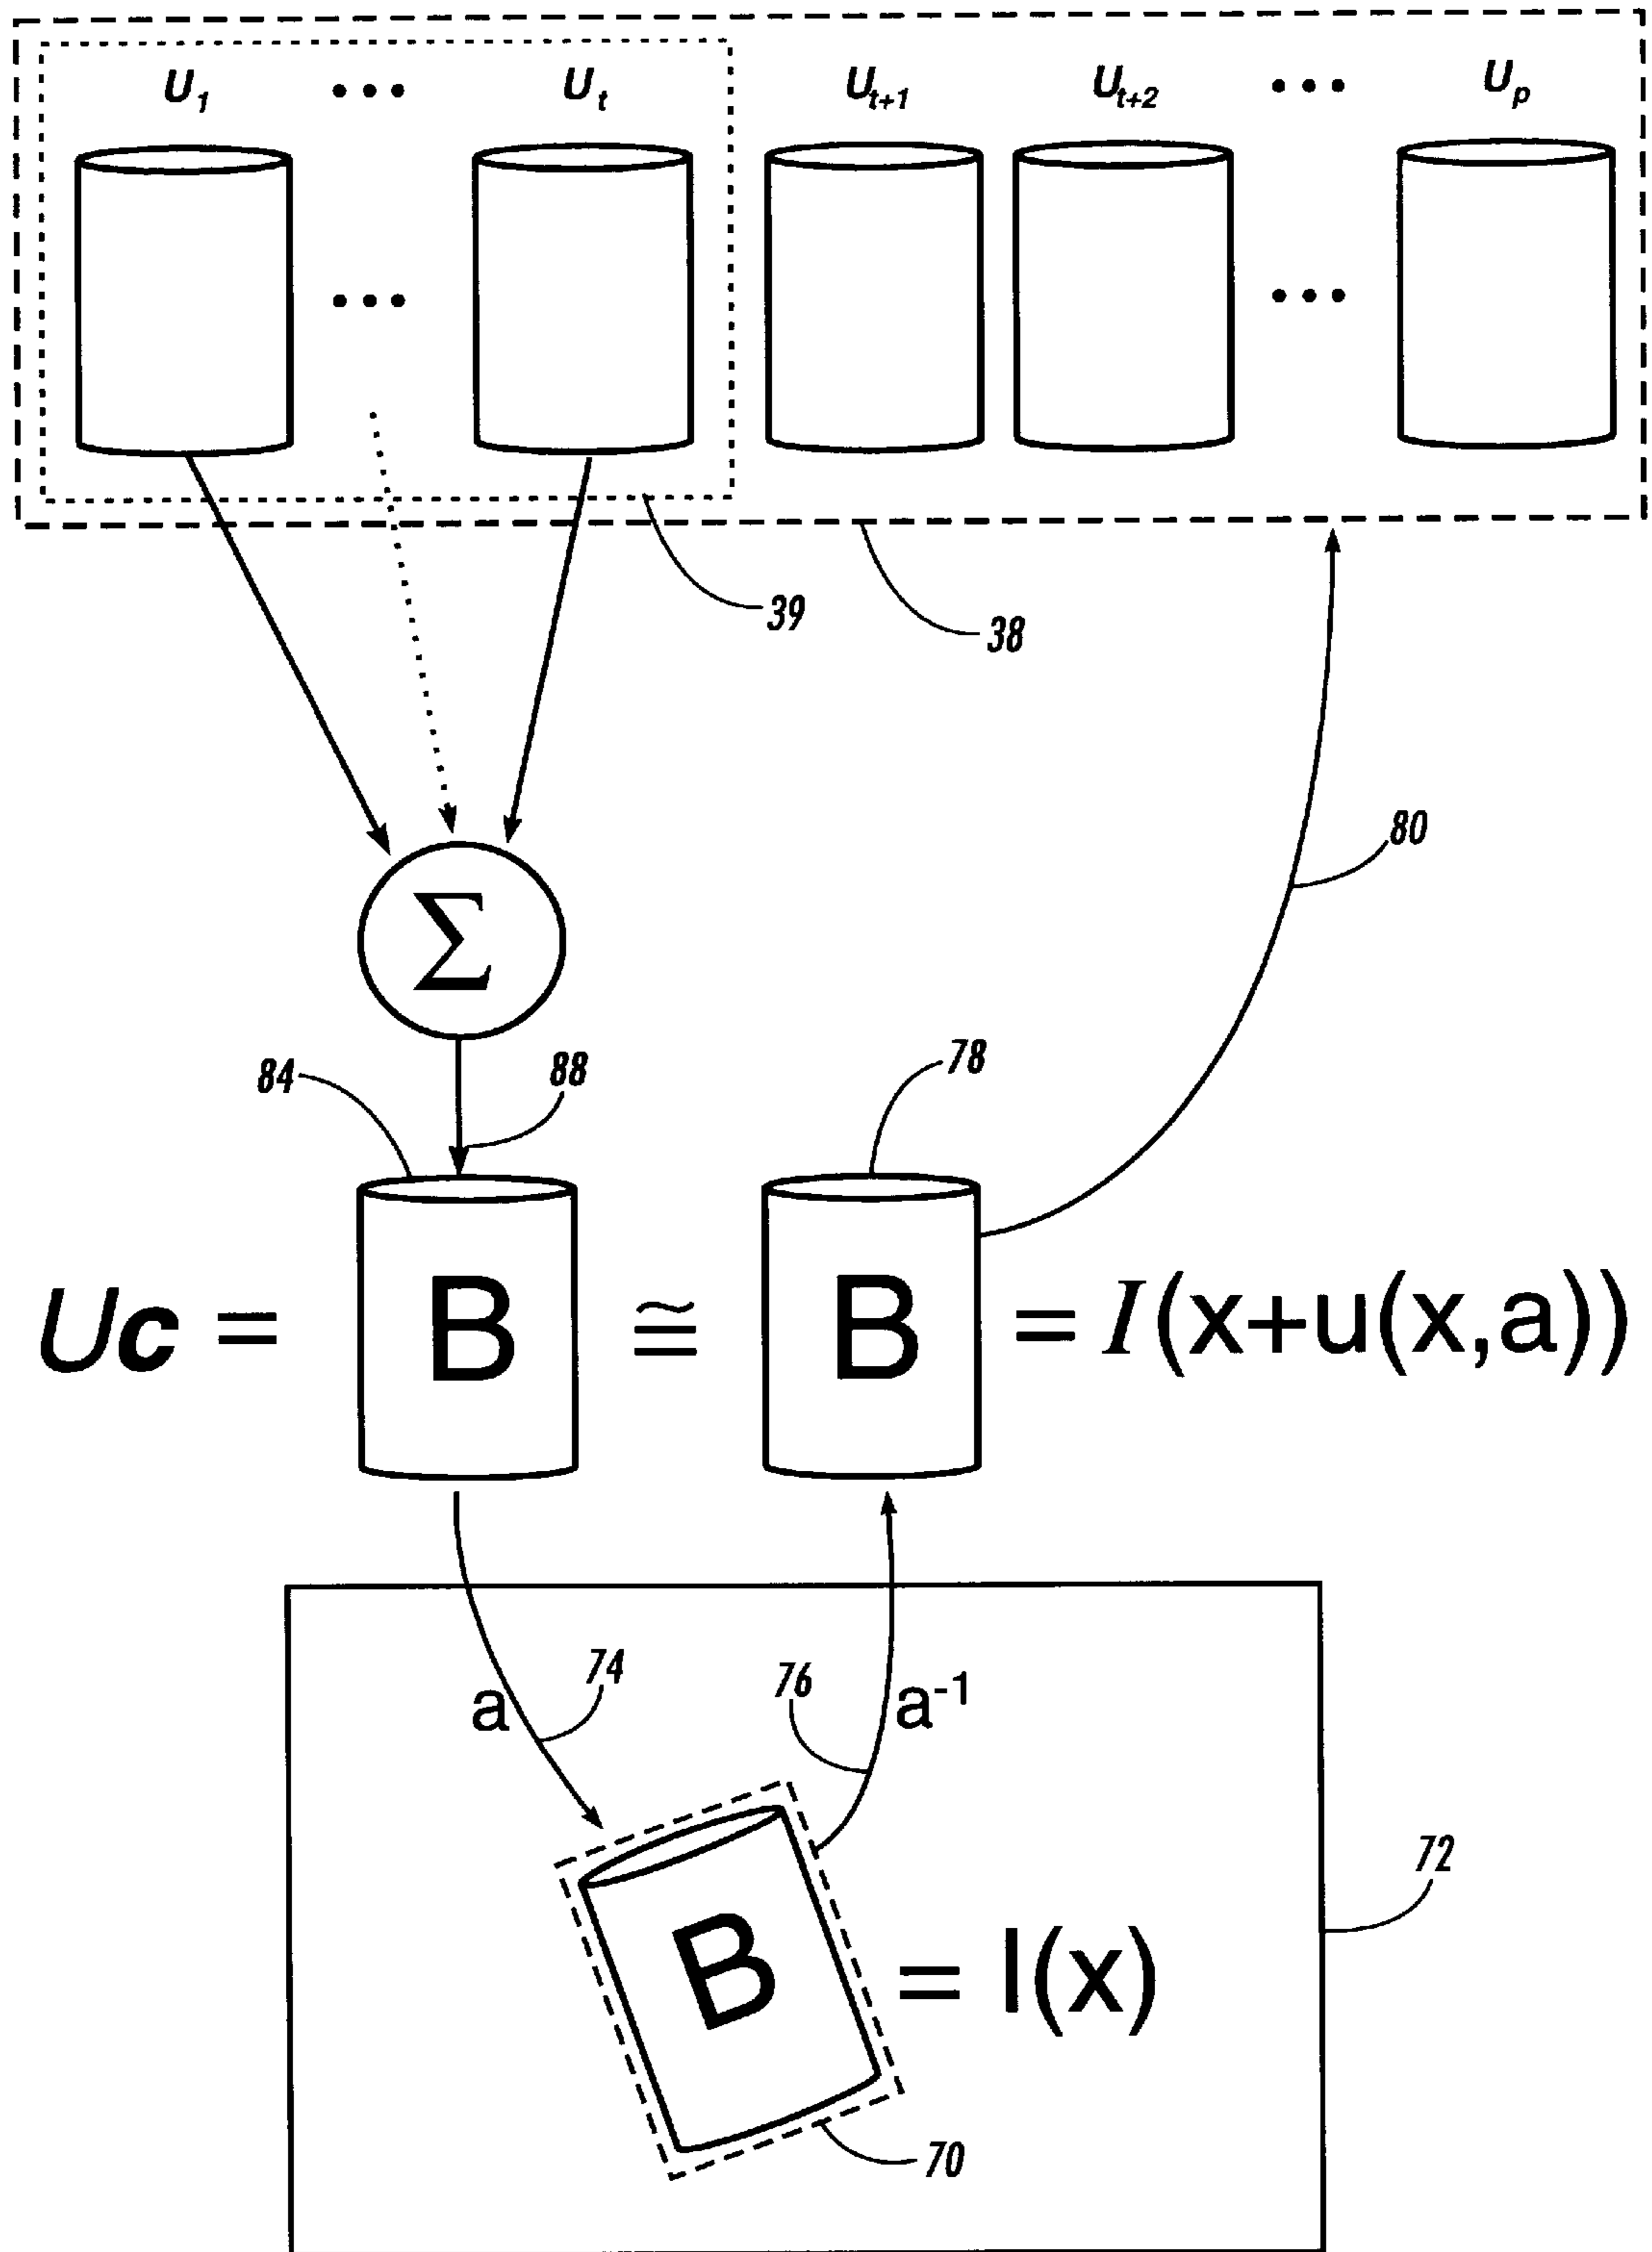 U₁ ••• Uₜ Uₜ₊₁ Uₜ₊₂ ••• Uₚ
••• •••
39
38
80
Σ
84 88 78
Uc = B ≅ B = I(x+u(x,a))
74 76
a a⁻¹
72
B = I(x)
70